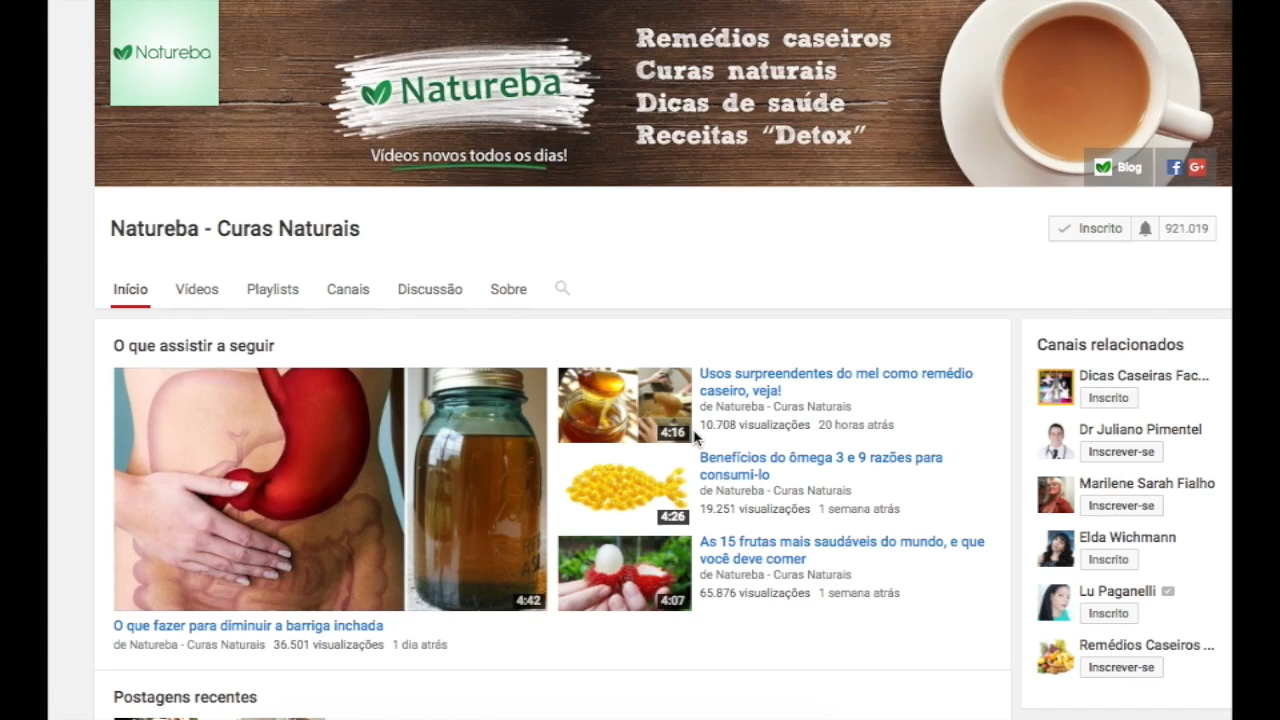 Natureba
Natureba
Vídeos novos todos os dias!
Remédios caseiros
Curas naturais
Dicas de saúde
Receitas “Detox”
Blog
Natureba - Curas Naturais
Inscrito
921.019
Início
Vídeos
Playlists
Canais
Discussão
Sobre
O que assistir a seguir
4:42
O que fazer para diminuir a barriga inchada
de Natureba - Curas Naturais 36.501 visualizações 1 dia atrás
4:16
Usos surpreendentes do mel como remédio
caseiro, veja!
de Natureba - Curas Naturais
10.708 visualizações 20 horas atrás
4:26
Benefícios do ômega 3 e 9 razões para
consumi-lo
de Natureba - Curas Naturais
19.251 visualizações 1 semana atrás
4:07
As 15 frutas mais saudáveis do mundo, e que
você deve comer
de Natureba - Curas Naturais
65.876 visualizações 1 semana atrás
Postagens recentes
Canais relacionados
Dicas Caseiras Fac...
Inscrito
Dr Juliano Pimentel
Inscrever-se
Marilene Sarah Fialho
Inscrever-se
Elda Wichmann
Inscrito
Lu Paganelli
Inscrito
Remédios Caseiros ...
Inscrever-se